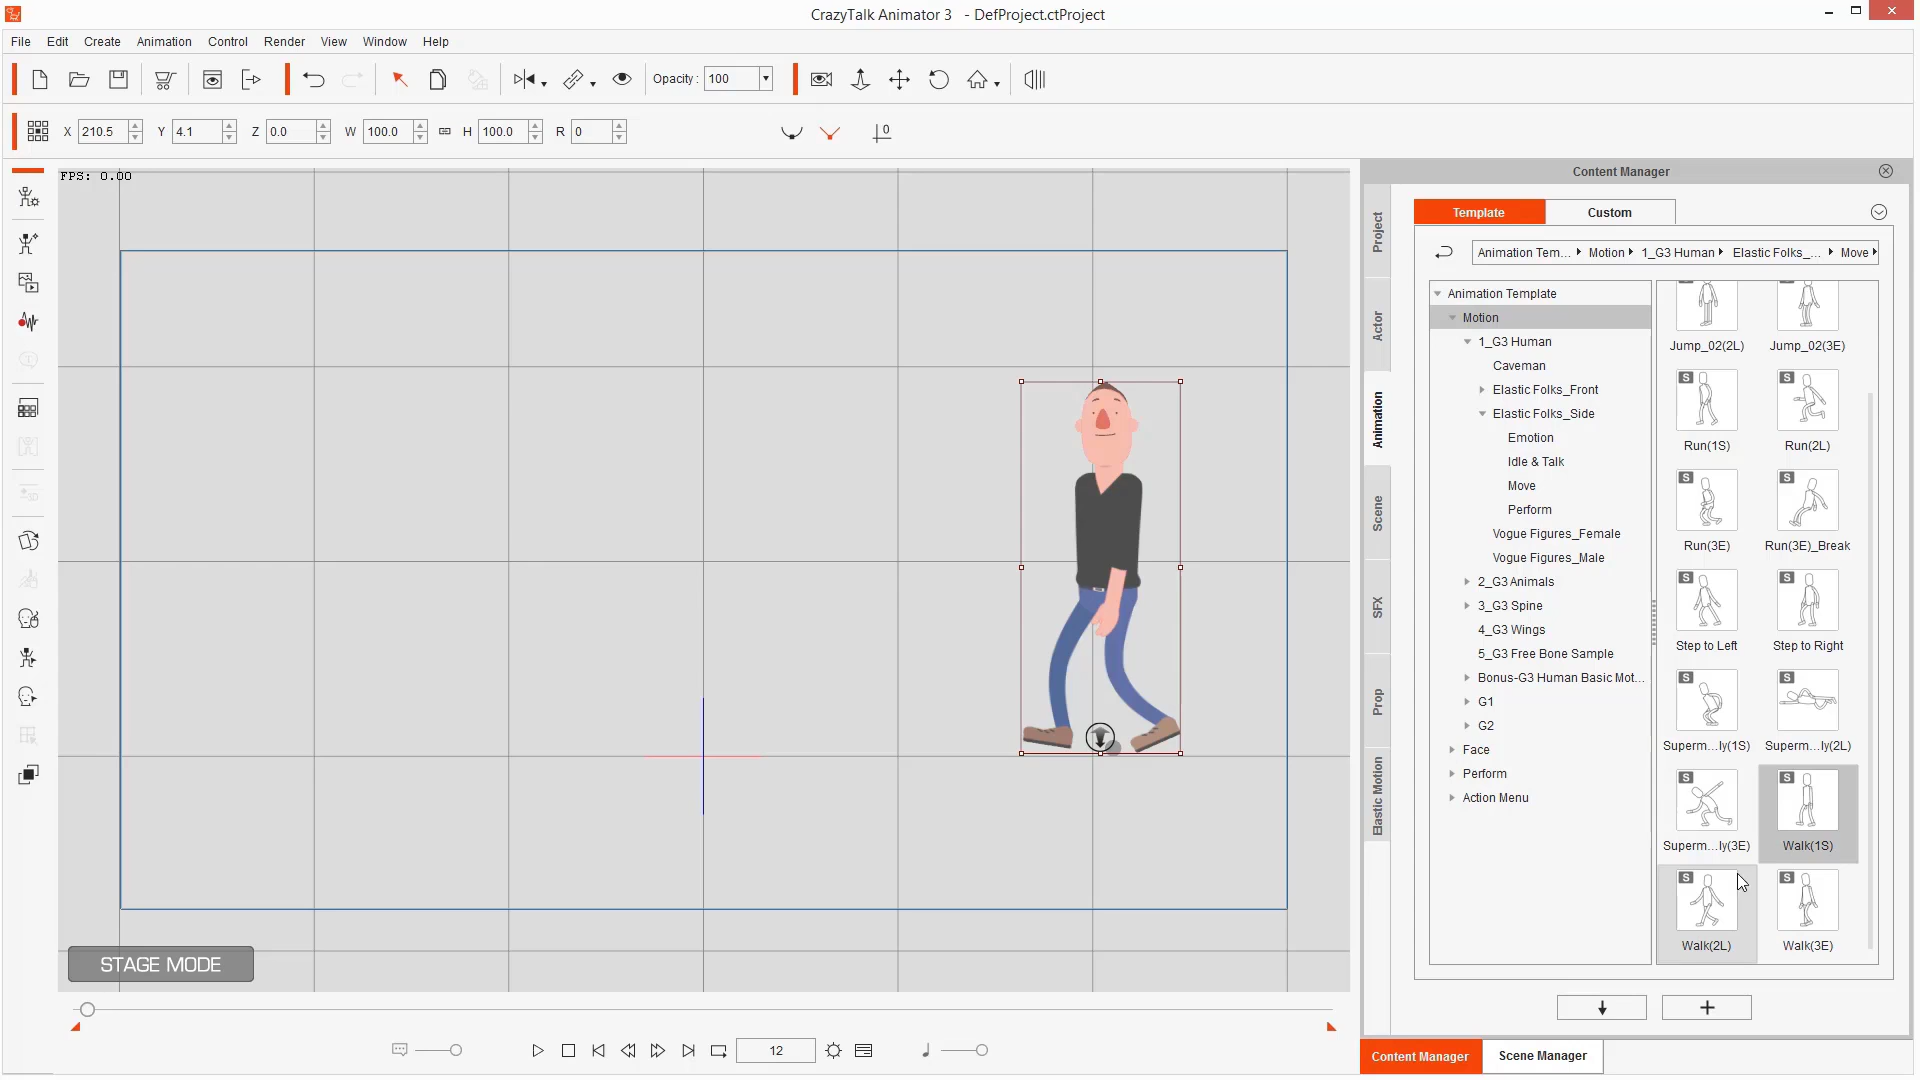 CrazyTalk Animator 3 - DefProject.ctProject
File Edit Create Animation Control Render View Window Help
Opacity : 100
X 210.5 Y 4.1 Z 0.0 W 100.0 H 100.0 R 0
0
FPS: 0.00
STAGE MODE
12
Content Manager
Project
Actor
Animation
Scene
SFX
Prop
Elastic Motion
Template Custom
Animation Tem... Motion 1_G3 Human Elastic Folks_... Move
Animation Template
Motion
1_G3 Human
Caveman
Elastic Folks_Front
Elastic Folks_Side
Emotion
Idle & Talk
Move
Perform
Vogue Figures_Female
Vogue Figures_Male
2_G3 Animals
3_G3 Spine
4_G3 Wings
5_G3 Free Bone Sample
Bonus-G3 Human Basic Mot...
G1
G2
Face
Perform
Action Menu
Jump_02(2L) Jump_02(3E)
S S
Run(1S) Run(2L)
S S
Run(3E) Run(3E)_Break
S S
Step to Left Step to Right
S S
Superm...ly(1S) Superm...ly(2L)
S S
Superm...ly(3E) Walk(1S)
S S
Walk(2L) Walk(3E)
Content Manager Scene Manager